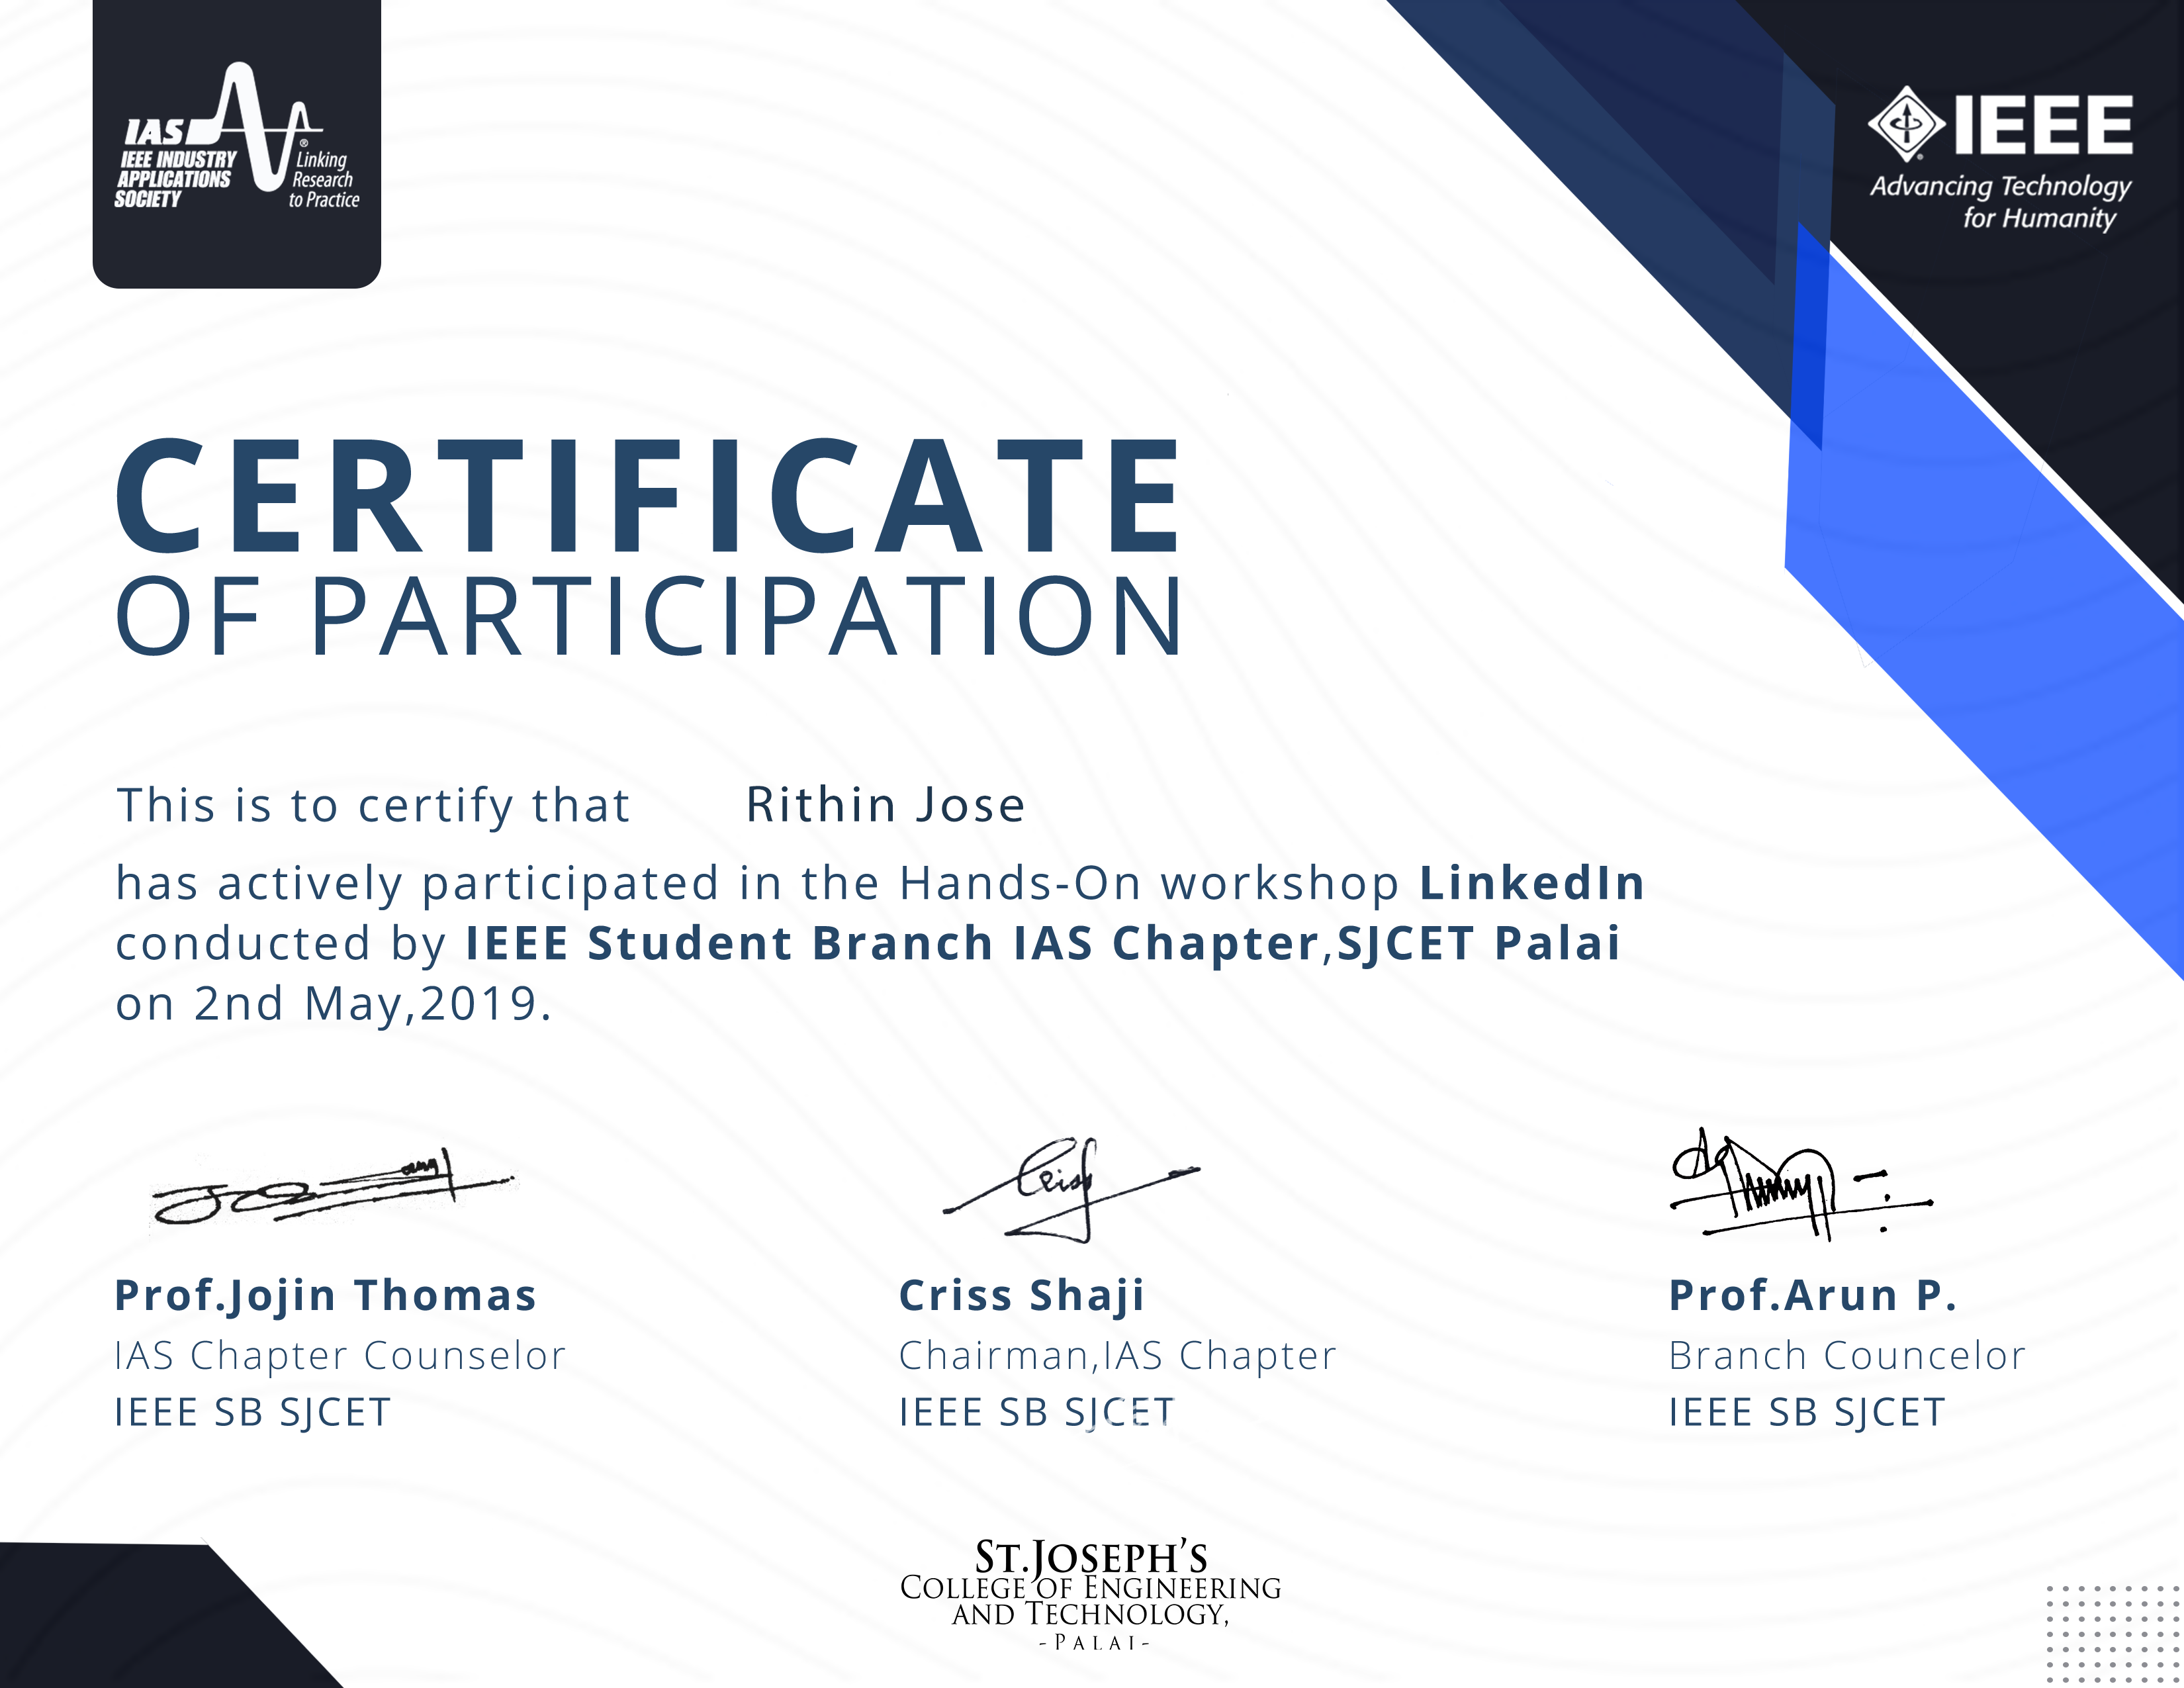 IAS
IEEE INDUSTRY
APPLICATIONS
SOCIETY
® Linking
Research
to Practice
IEEE
Advancing Technology
for Humanity
CERTIFICATE
OF PARTICIPATION
This is to certify that Rithin Jose
has actively participated in the Hands-On workshop LinkedIn
conducted by IEEE Student Branch IAS Chapter,SJCET Palai
on 2nd May,2019.
Criss
Prof.Jojin Thomas
IAS Chapter Counselor
IEEE SB SJCET
Criss Shaji
Chairman,IAS Chapter
IEEE SB SJCET
Prof.Arun P.
Branch Councelor
IEEE SB SJCET
ST.JOSEPH'S
COLLEGE OF ENGINEERING
AND TECHNOLOGY,
-PALAI-